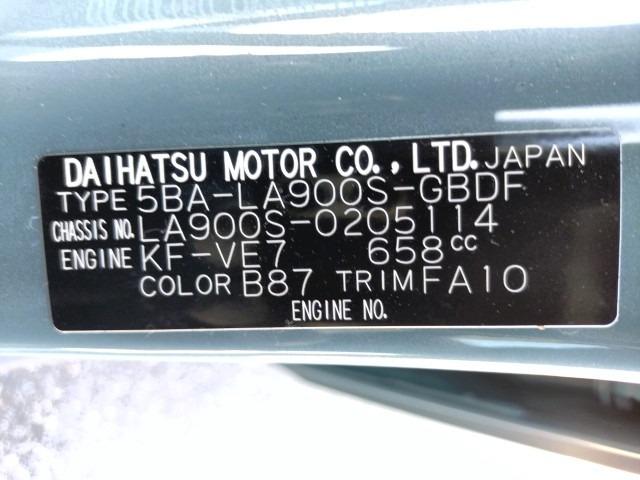 DAIHATSU MOTOR CO., LTD. JAPAN
TYPE 5BA-LA900S-GBDF
CHASSIS NO. LA900S-0205114
ENGINE KF-VE7 658cc
COLOR B87 TRIM FA10
ENGINE NO.